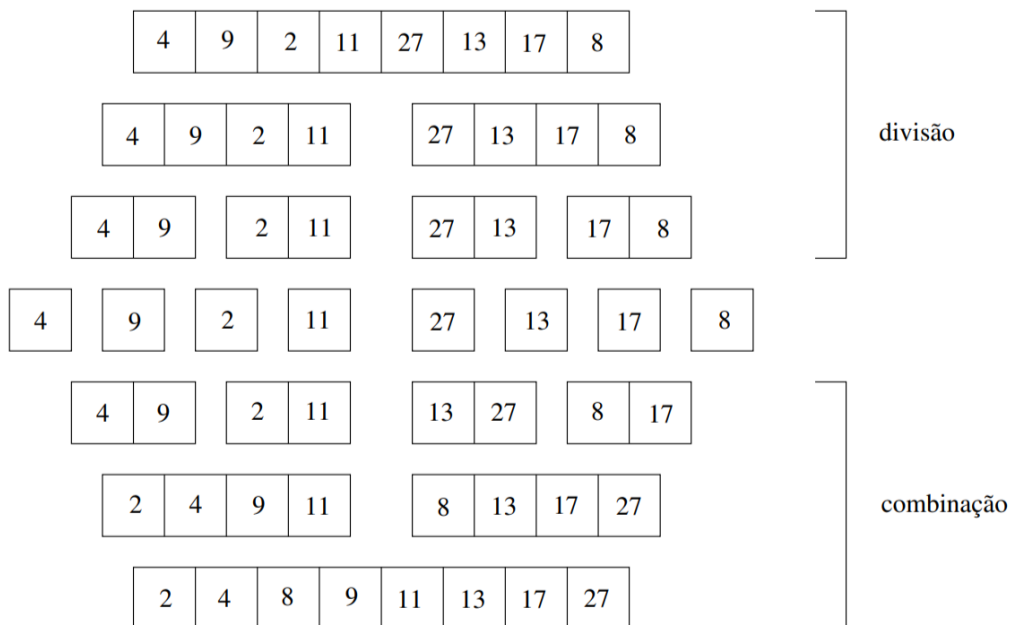 4 9 2 11 27 13 17 8
4 9 2 11 27 13 17 8 divisão
4 9 2 11 27 13 17 8
4 9 2 11 27 13 17 8
4 9 2 11 13 27 8 17
2 4 9 11 8 13 17 27 combinação
2 4 8 9 11 13 17 27